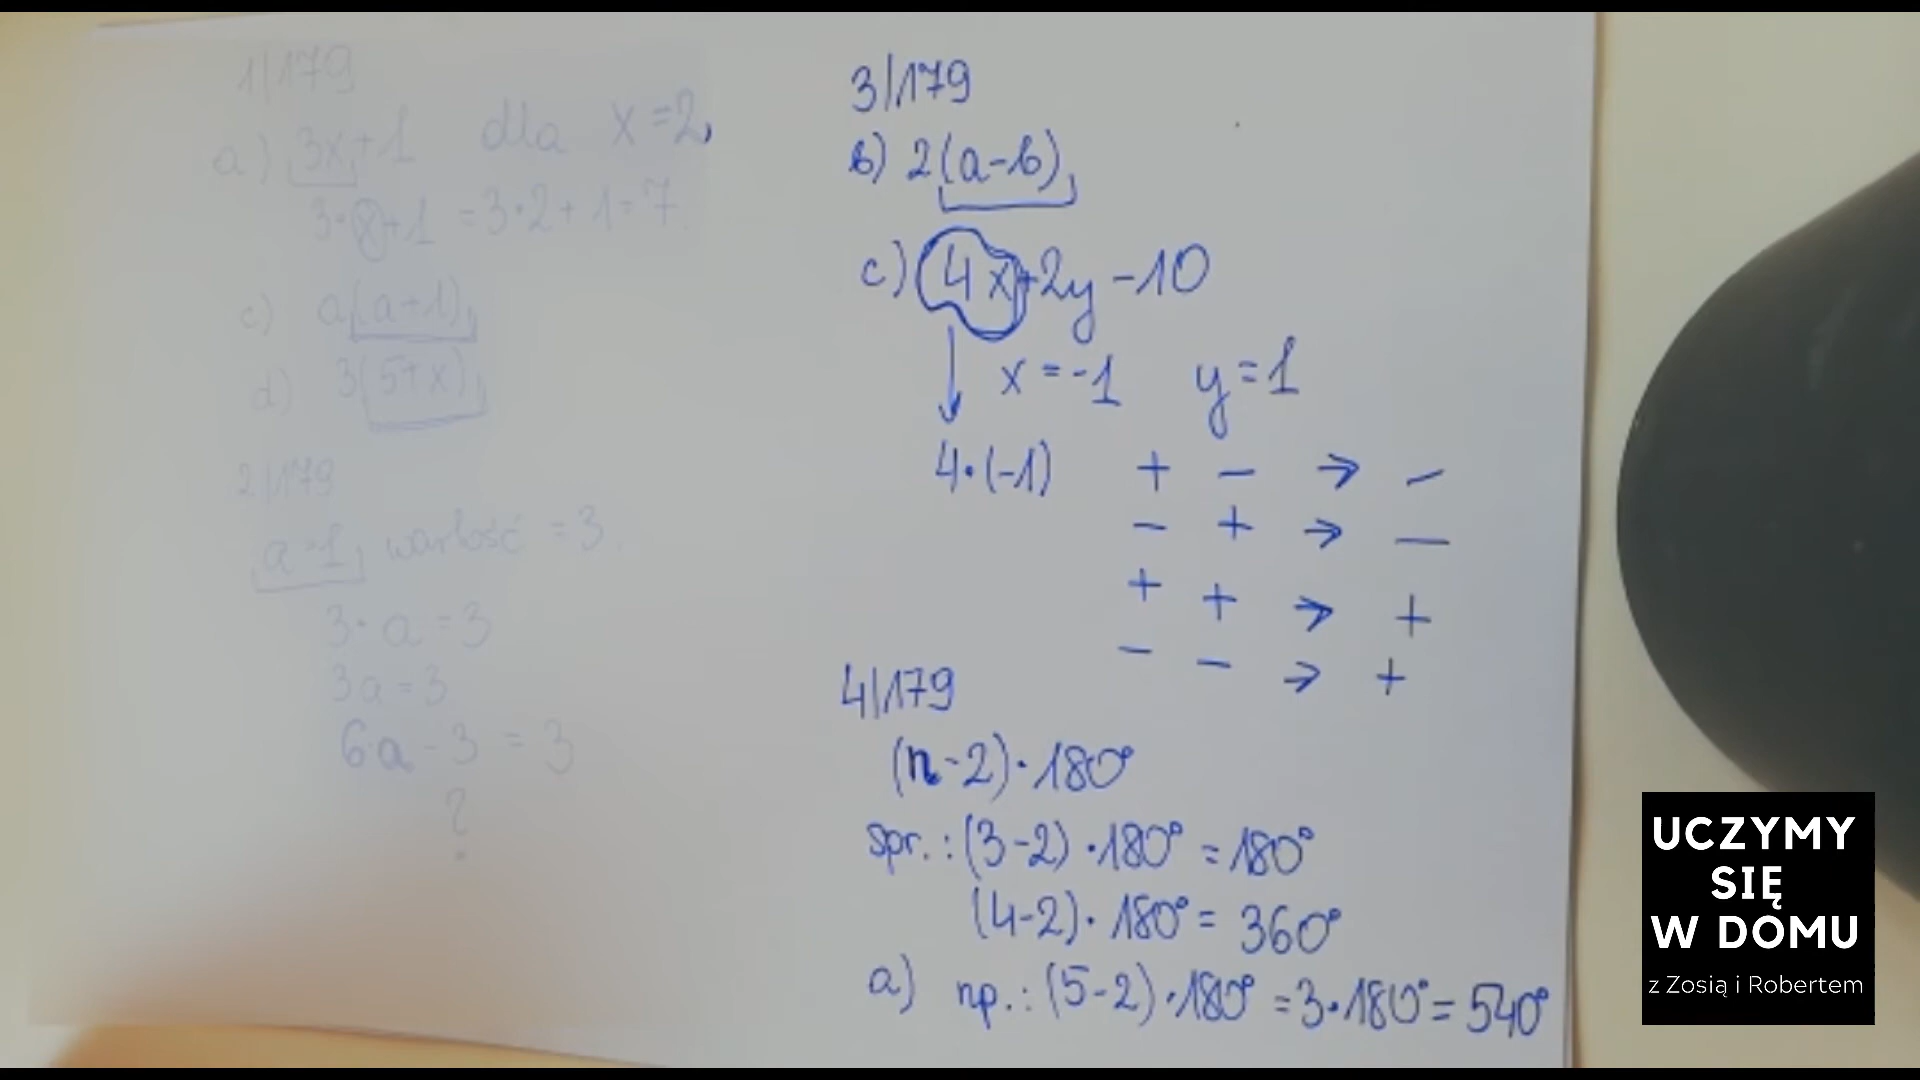 1|179
a) 3x+1 dla x=2,
3·x+1 = 3·2+1=7
c) a(a+1)
d) 3(5+x)
2|179
a=1 wartość = 3.
3·a=3
3a=3
6a-3=3
?
3|179
b) 2(a-b)
c) 4x+2y-10
x=-1 y=1
4·(-1) + - → -
- + → -
+ + → +
- - → +
4|179
(n-2)·180°
spr.: (3-2)·180°=180°
(4-2)·180°=360°
a) np.: (5-2)·180°=3·180°=540°
UCZYMY
SIĘ
W DOMU
z Zosią i Robertem